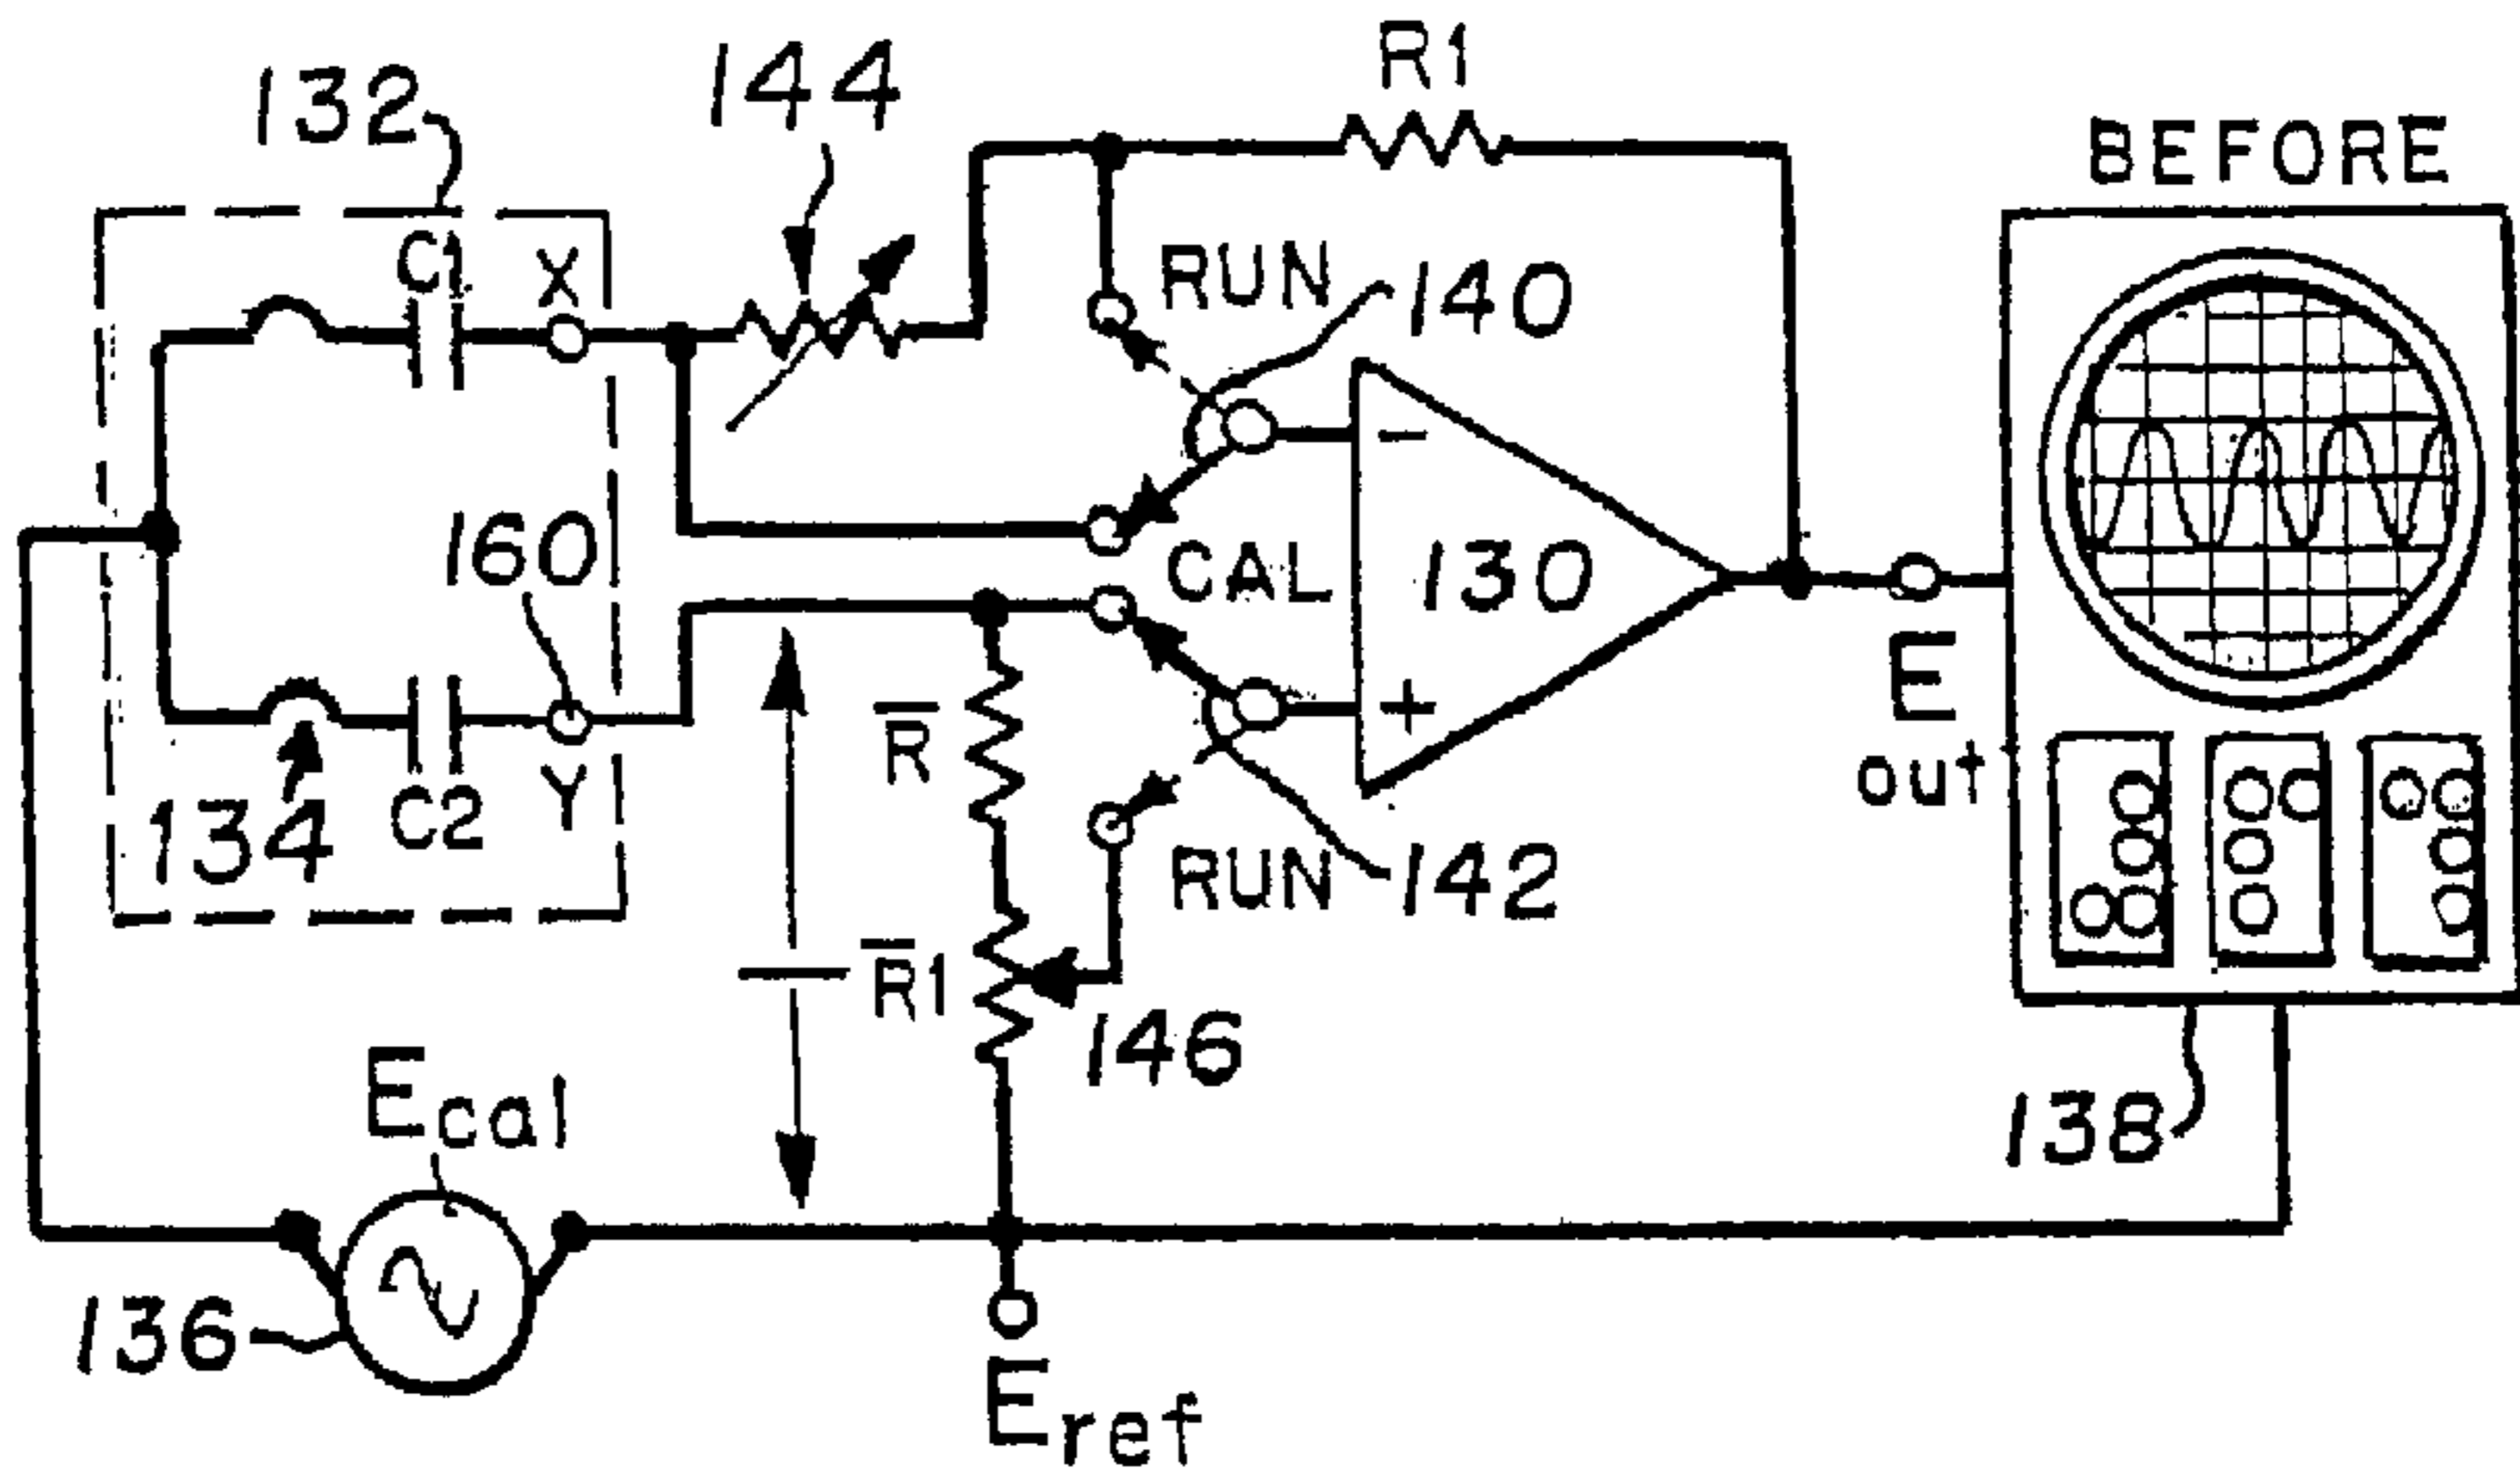 R1
144
132
BEFORE
C1
X
RUN
140
160
CAL
130
-
+
E out
R̅
134
C2
Y
RUN
142
R̅1
146
138
Ecal
136
Eref